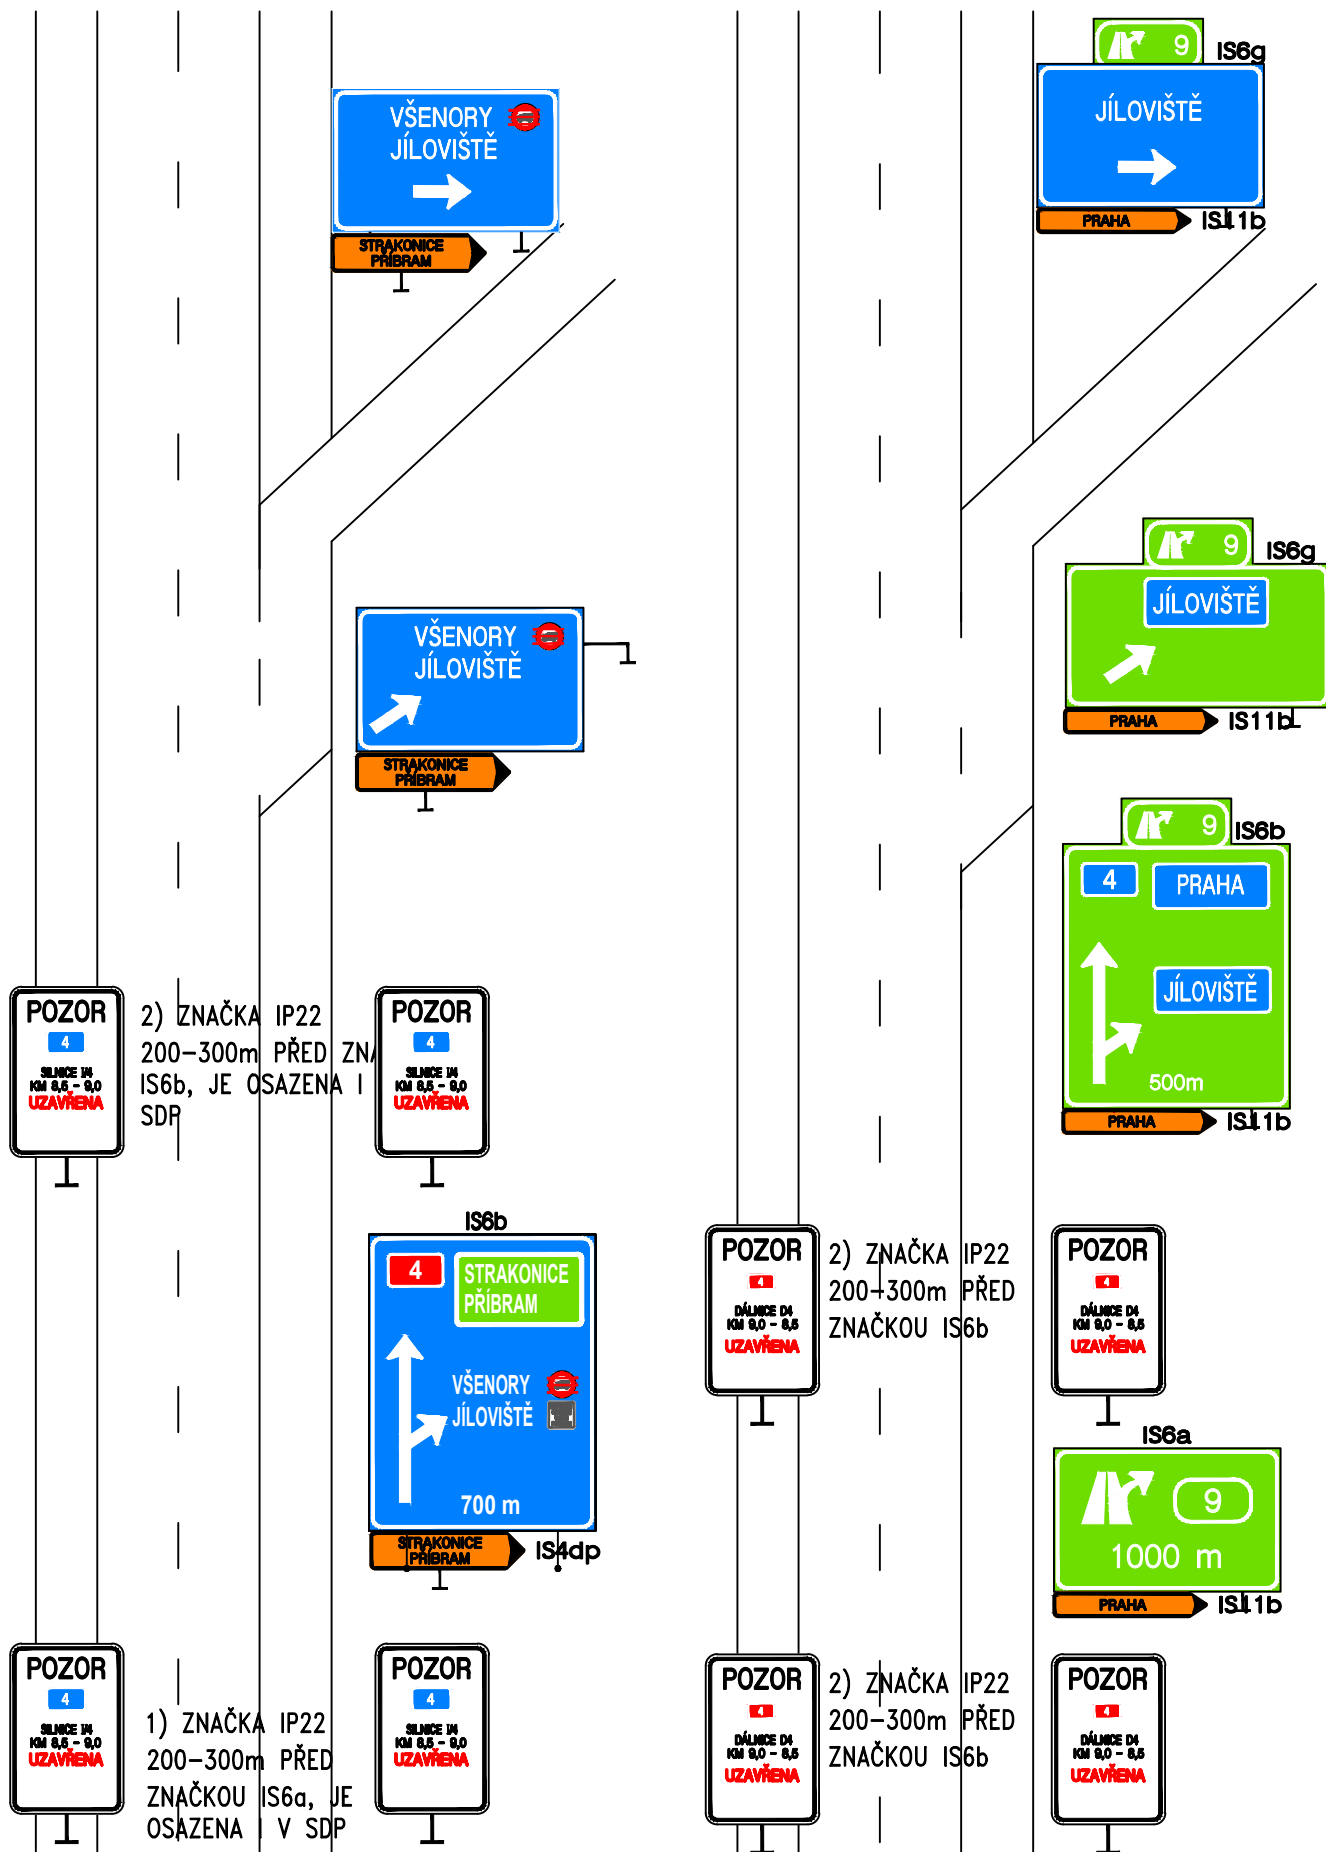 VŠENORY
JÍLOVIŠTĚ
STRAKONICE
PŘÍBRAM
VŠENORY
JÍLOVIŠTĚ
STRAKONICE
PŘÍBRAM
POZOR
4
SILNICE I/4
KM 8,5 - 9,0
UZAVŘENA
2) ZNAČKA IP22
200-300m PŘED ZNA
IS6b, JE OSAZENA I
SDP
POZOR
4
SILNICE I/4
KM 8,5 - 9,0
UZAVŘENA
IS6b
4
STRAKONICE
PŘÍBRAM
VŠENORY
JÍLOVIŠTĚ
700 m
STRAKONICE
PŘÍBRAM
IS4dp
POZOR
4
SILNICE I/4
KM 8,5 - 9,0
UZAVŘENA
1) ZNAČKA IP22
200-300m PŘED
ZNAČKOU IS6a, JE
OSAZENA I V SDP
POZOR
4
SILNICE I/4
KM 8,5 - 9,0
UZAVŘENA
9
IS6g
JÍLOVIŠTĚ
PRAHA
IS11b
9
IS6g
JÍLOVIŠTĚ
PRAHA
IS11b
9
IS6b
4
PRAHA
JÍLOVIŠTĚ
500m
PRAHA
IS11b
POZOR
4
DÁLNICE D4
KM 9,0 - 8,5
UZAVŘENA
2) ZNAČKA IP22
200-300m PŘED
ZNAČKOU IS6b
POZOR
4
DÁLNICE D4
KM 9,0 - 8,5
UZAVŘENA
IS6a
9
1000 m
PRAHA
IS11b
POZOR
4
DÁLNICE D4
KM 9,0 - 8,5
UZAVŘENA
2) ZNAČKA IP22
200-300m PŘED
ZNAČKOU IS6b
POZOR
4
DÁLNICE D4
KM 9,0 - 8,5
UZAVŘENA